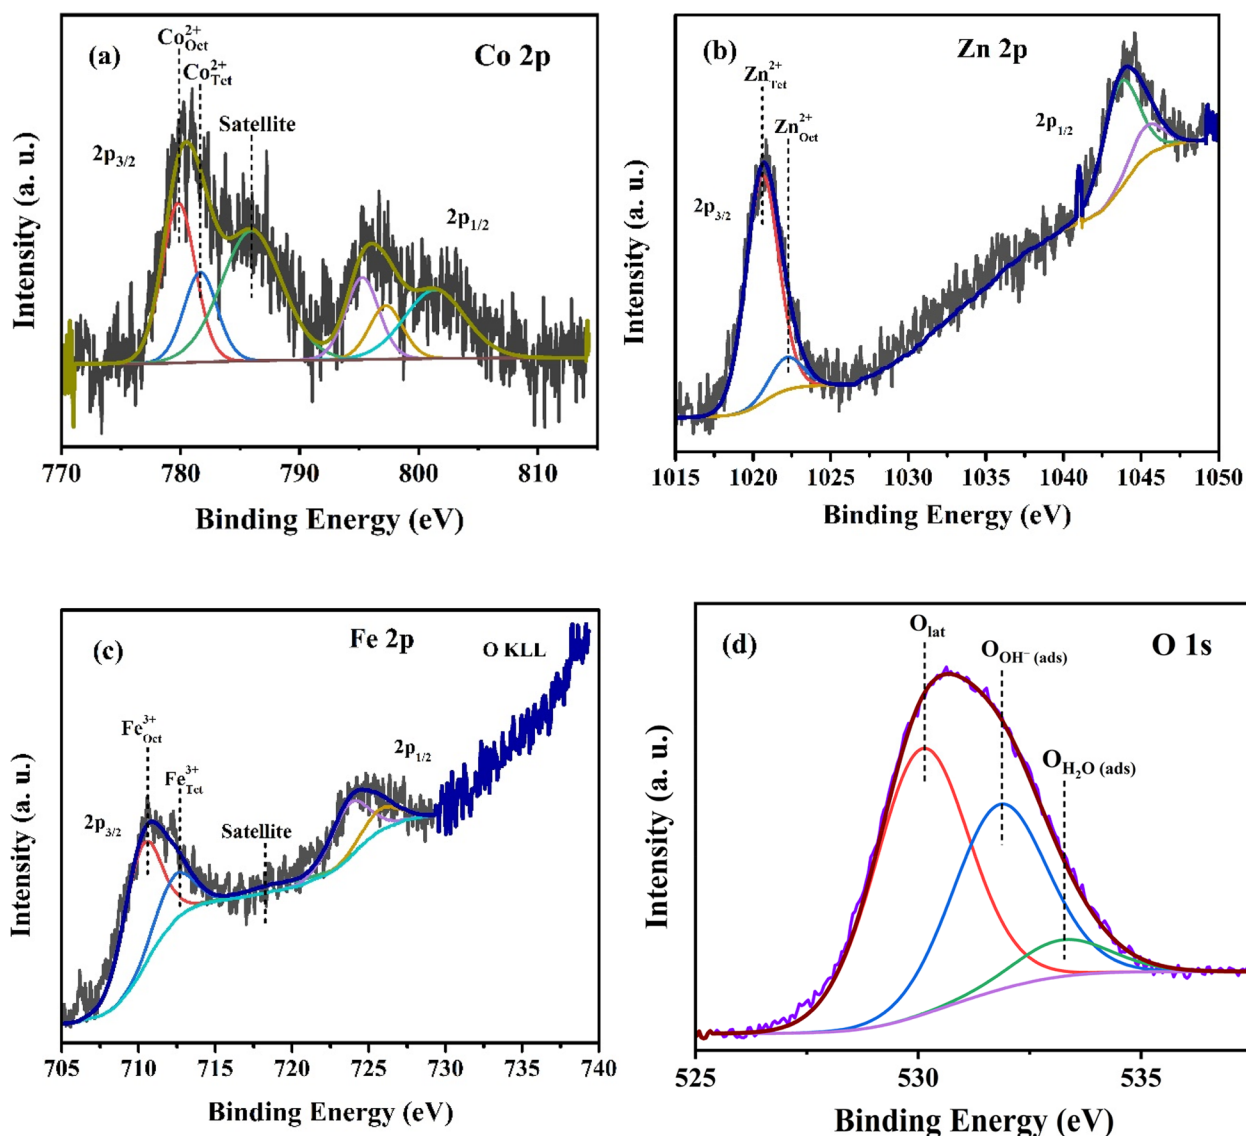 (a)
Co 2p
Co²⁺Oct
Co²⁺Tet
Satellite
2p3/2
2p1/2
Intensity (a. u.)
770 780 790 800 810
Binding Energy (eV)
(b)
Zn 2p
Zn²⁺Tet
Zn²⁺Oct
2p3/2
2p1/2
Intensity (a. u.)
1015 1020 1025 1030 1035 1040 1045 1050
Binding Energy (eV)
(c)
Fe 2p
O KLL
Fe³⁺Oct
Fe³⁺Tet
2p3/2
Satellite
2p1/2
Intensity (a. u.)
705 710 715 720 725 730 735 740
Binding Energy (eV)
(d)
O 1s
Olat
OOH⁻ (ads)
OH₂O (ads)
Intensity (a. u.)
525 530 535
Binding Energy (eV)